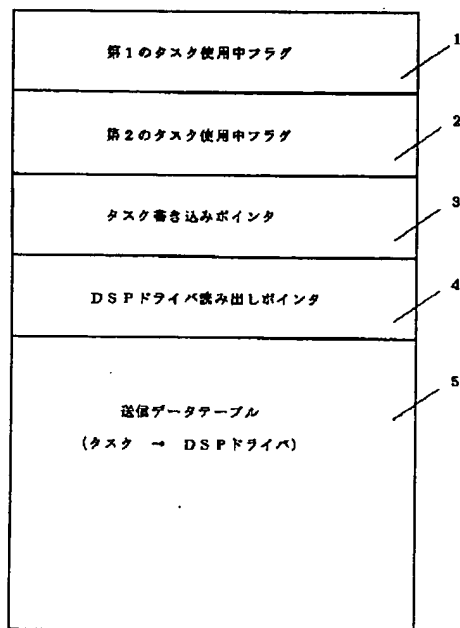 第1のタスク使用中フラグ
1
第2のタスク使用中フラグ
2
タスク書き込みポインタ
3
DSPドライバ読み出しポインタ
4
送信データテーブル
5
(タスク → DSPドライバ)